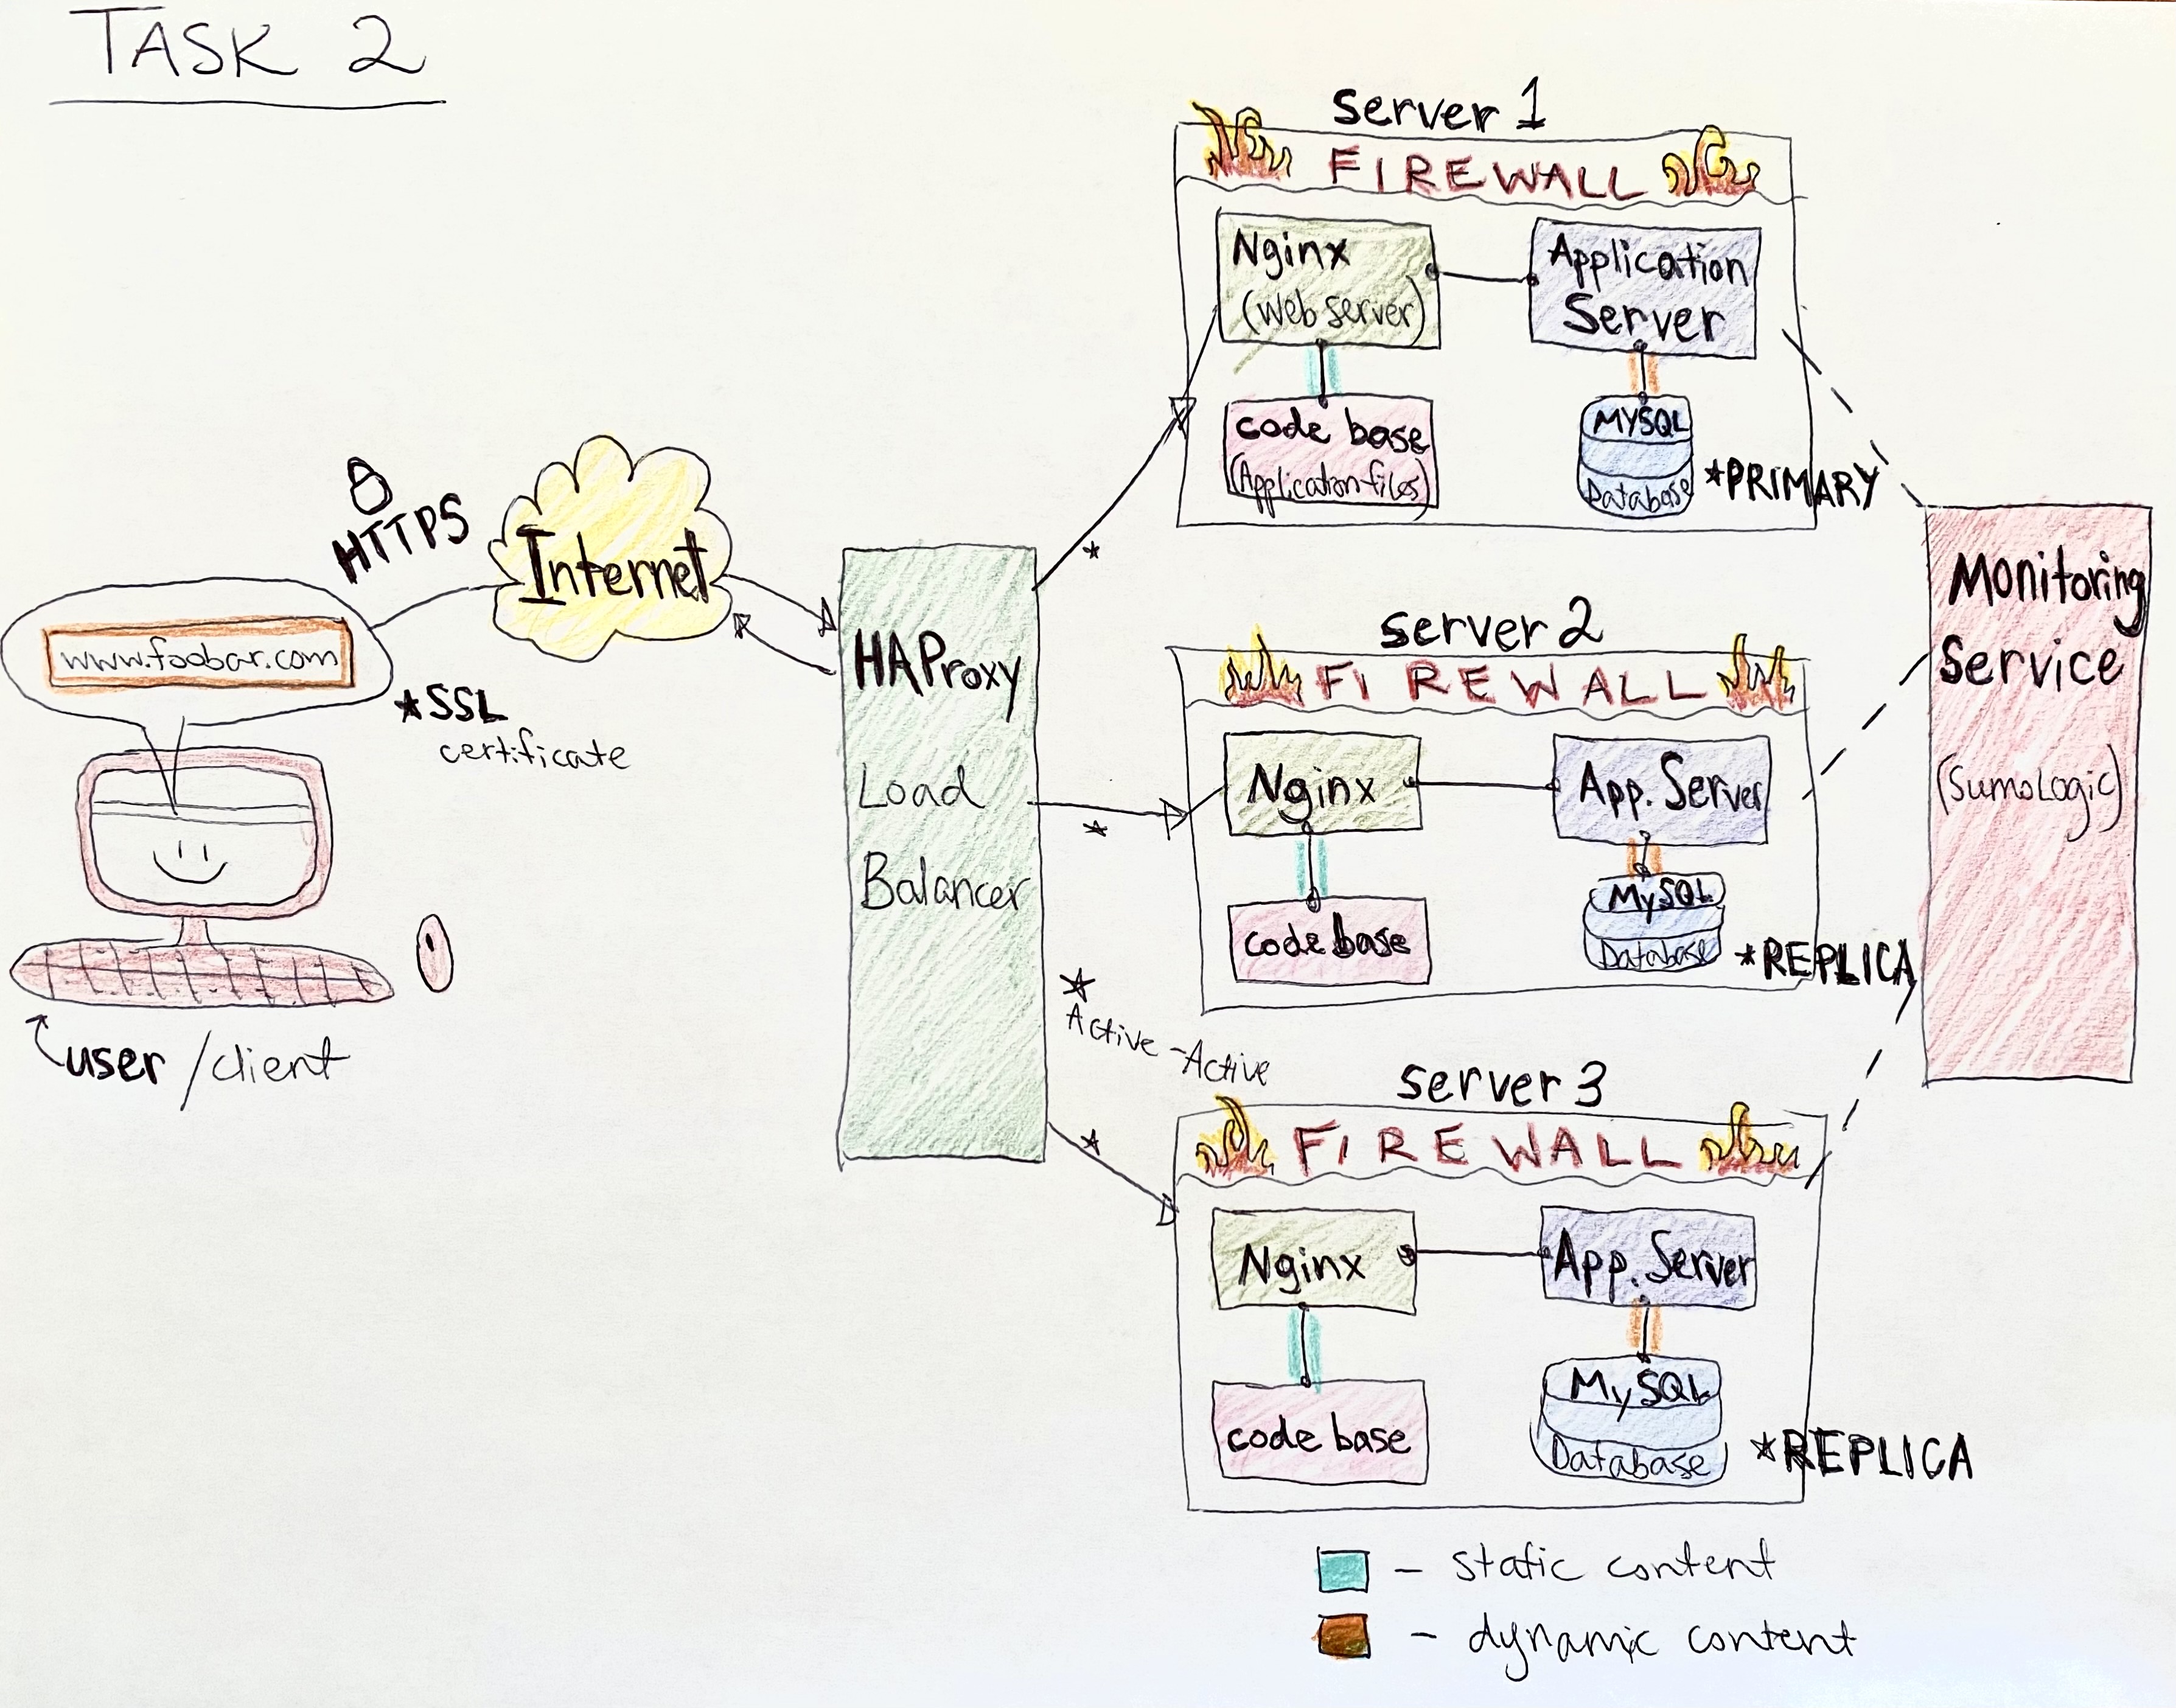 TASK 2
HTTPS
www.foobar.com
*SSL
certificate
user/client
Internet
HAProxy
Load
Balancer
*
*
*
*
Active-Active
server 1
FIREWALL
Nginx
(Web server)
Application
Server
code base
(Application files)
MYSQL
Database
*PRIMARY
server 2
FIREWALL
Nginx
App. Server
code base
MySQL
Database
*REPLICA
server 3
FIREWALL
Nginx
App. Server
code base
MySQL
Database
*REPLICA
Monitoring
Service
(SumoLogic)
- static content
- dynamic content